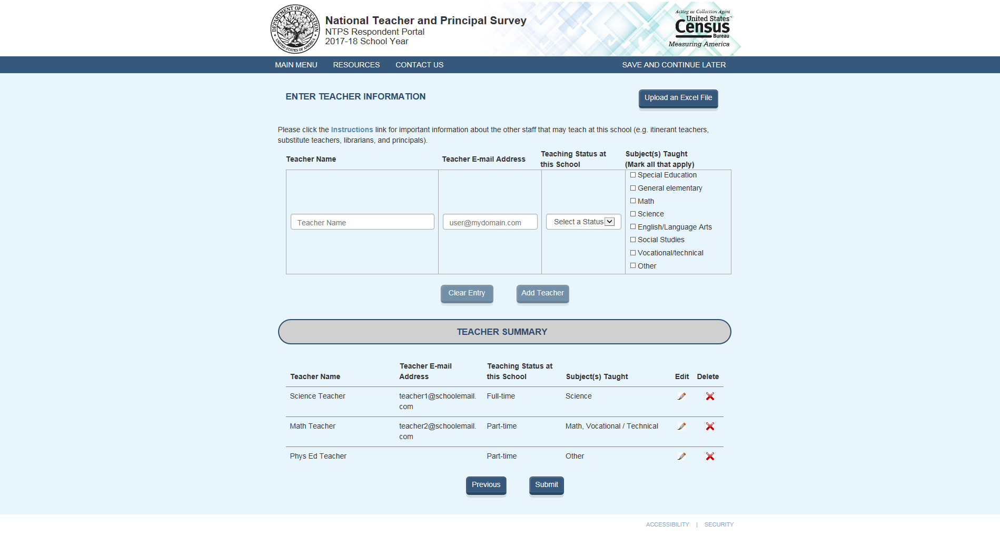 DEPARTMENT OF EDUCATION
UNITED STATES OF AMERICA
National Teacher and Principal Survey
NTPS Respondent Portal
2017-18 School Year
Acting as Collection Agent
United States™
Census
Bureau
Measuring America
MAIN MENU RESOURCES CONTACT US SAVE AND CONTINUE LATER
ENTER TEACHER INFORMATION
Upload an Excel File
Please click the Instructions link for important information about the other staff that may teach at this school (e.g. itinerant teachers,
substitute teachers, librarians, and principals).
Teacher Name
Teacher E-mail Address
Teaching Status at
this School
Subject(s) Taught
(Mark all that apply)
Teacher Name
user@mydomain.com
Select a Status
Special Education
General elementary
Math
Science
English/Language Arts
Social Studies
Vocational/technical
Other
Clear Entry
Add Teacher
TEACHER SUMMARY
Teacher Name
Teacher E-mail
Address
Teaching Status at
this School
Subject(s) Taught
Edit
Delete
Science Teacher
teacher1@schoolemail.
com
Full-time
Science
Math Teacher
teacher2@schoolemail.
com
Part-time
Math, Vocational / Technical
Phys Ed Teacher
Part-time
Other
Previous
Submit
ACCESSIBILITY | SECURITY